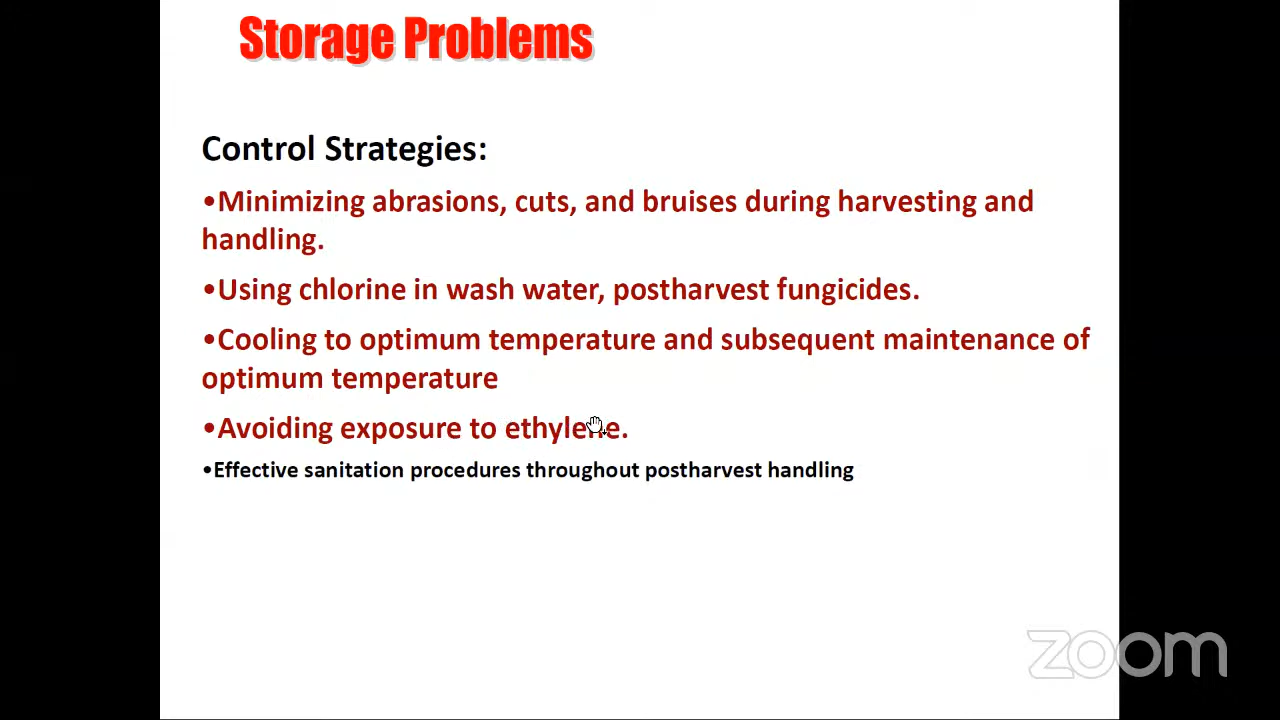 Storage Problems
Control Strategies:
•Minimizing abrasions, cuts, and bruises during harvesting and
handling.
•Using chlorine in wash water, postharvest fungicides.
•Cooling to optimum temperature and subsequent maintenance of
optimum temperature
•Avoiding exposure to ethylene.
•Effective sanitation procedures throughout postharvest handling
zoom